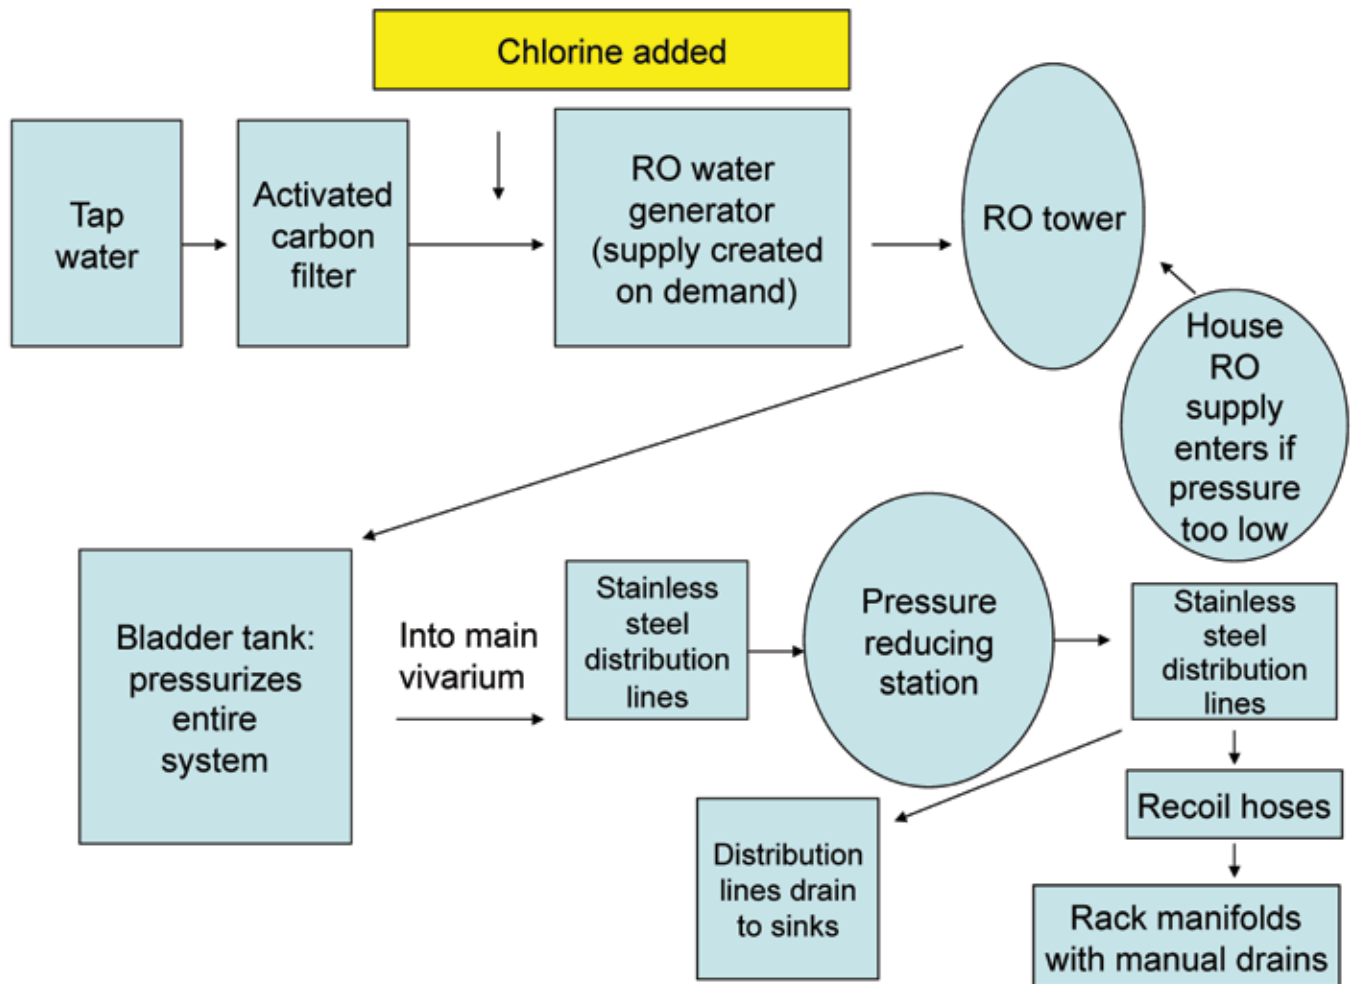 Chlorine added
Tap
water
Activated
carbon
filter
RO water
generator
(supply created
on demand)
RO tower
House
RO
supply
enters if
pressure
too low
Bladder tank:
pressurizes
entire
system
Into main
vivarium
Stainless
steel
distribution
lines
Pressure
reducing
station
Stainless
steel
distribution
lines
Distribution
lines drain
to sinks
Recoil hoses
Rack manifolds
with manual drains